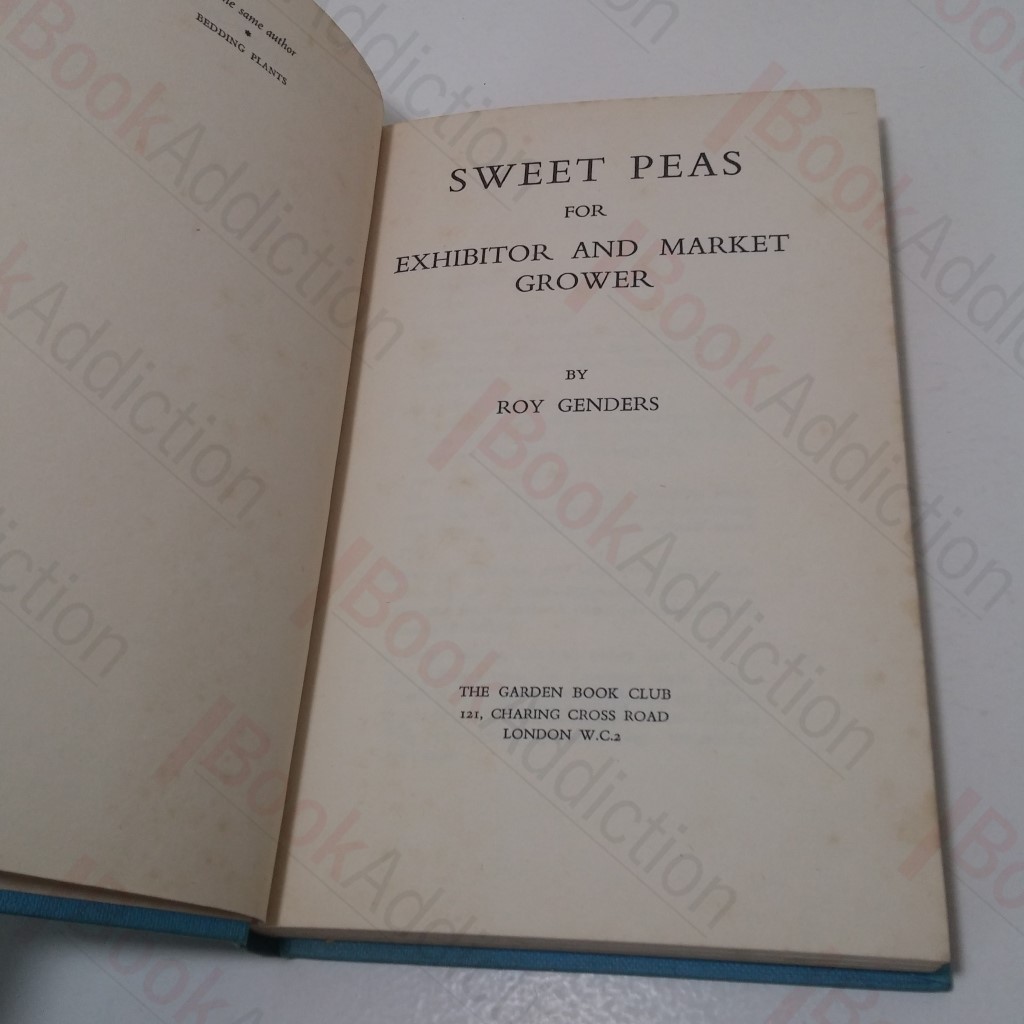 he same author
*
BEDDING PLANTS
SWEET PEAS
FOR
EXHIBITOR AND MARKET
GROWER
BY
ROY GENDERS
THE GARDEN BOOK CLUB
121, CHARING CROSS ROAD
LONDON W.C.2
BookAddiction